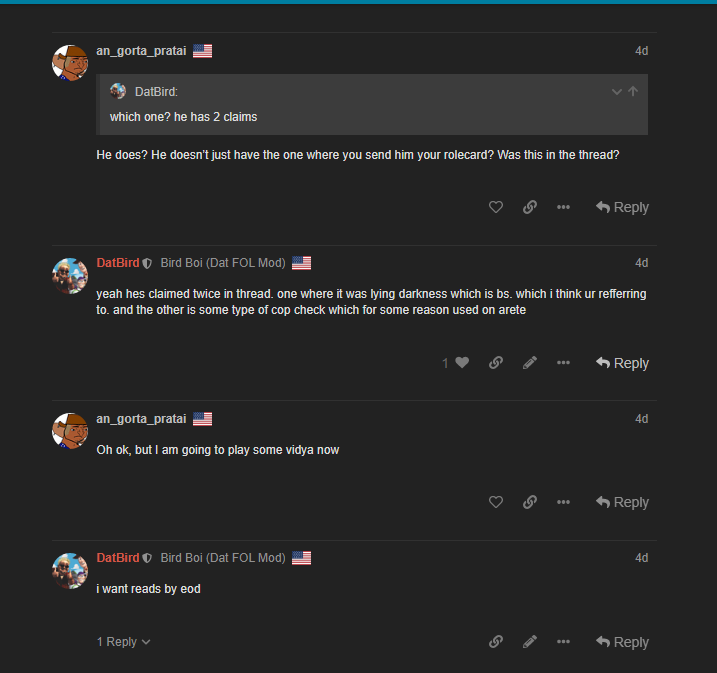 an_gorta_pratai
4d
DatBird:
which one? he has 2 claims
He does? He doesn't just have the one where you send him your rolecard? Was this in the thread?
Reply
DatBird Bird Boi (Dat FOL Mod)
4d
yeah hes claimed twice in thread. one where it was lying darkness which is bs. which i think ur refferring
to. and the other is some type of cop check which for some reason used on arete
1
Reply
an_gorta_pratai
4d
Oh ok, but I am going to play some vidya now
Reply
DatBird Bird Boi (Dat FOL Mod)
4d
i want reads by eod
1 Reply
Reply